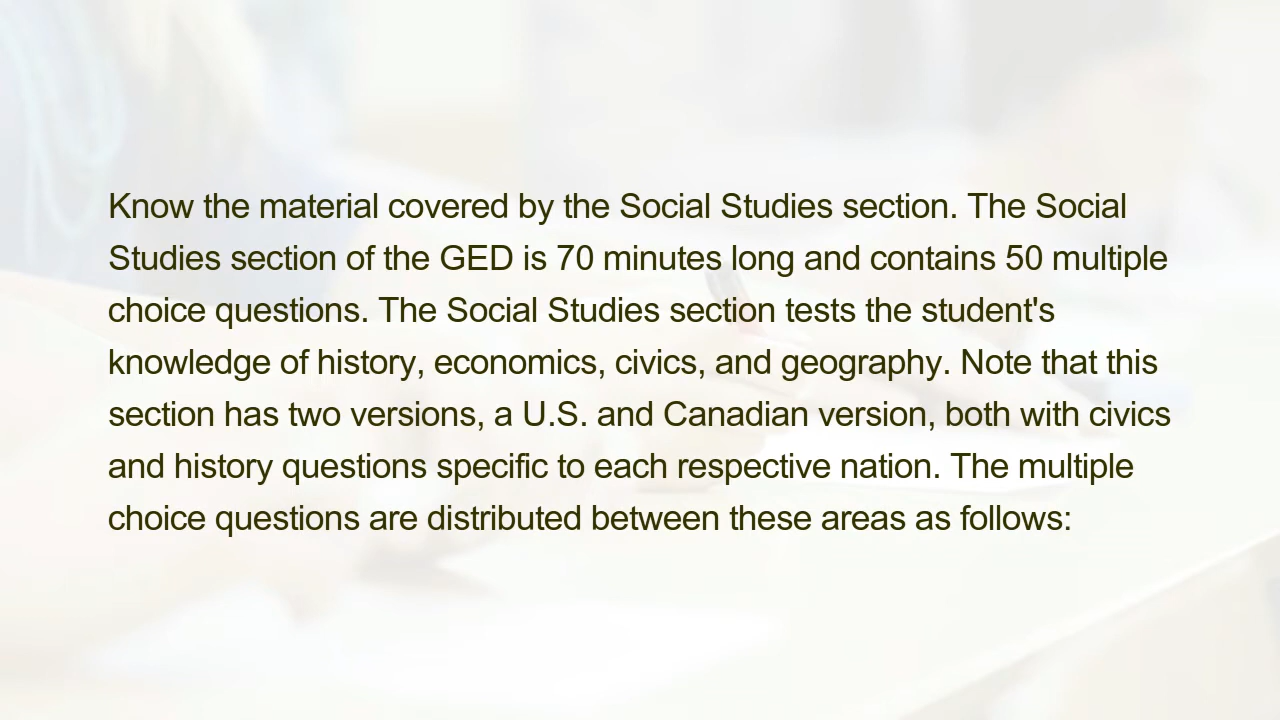 Know the material covered by the Social Studies section. The Social
Studies section of the GED is 70 minutes long and contains 50 multiple
choice questions. The Social Studies section tests the student's
knowledge of history, economics, civics, and geography. Note that this
section has two versions, a U.S. and Canadian version, both with civics
and history questions specific to each respective nation. The multiple
choice questions are distributed between these areas as follows: